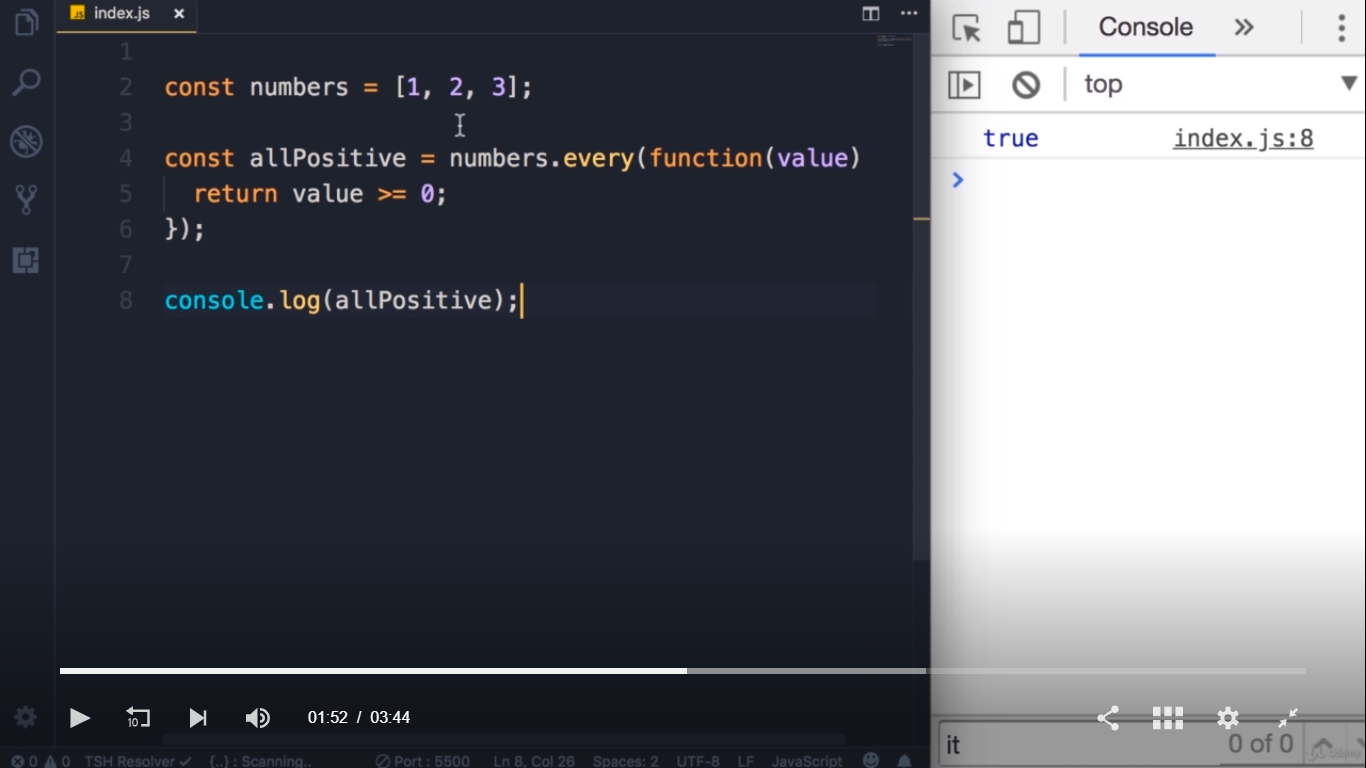 JS index.js ×
1
2 const numbers = [1, 2, 3];
3
4 const allPositive = numbers.every(function(value)
5 return value >= 0;
6 });
7
8 console.log(allPositive);
Console
top
true index.js:8
10
01:52 / 03:44
it 0 of 0
0 0 TSH Resolver {..} : Scanning.. Port : 5500 Ln 8, Col 26 Spaces: 2 UTF-8 LF JavaScript